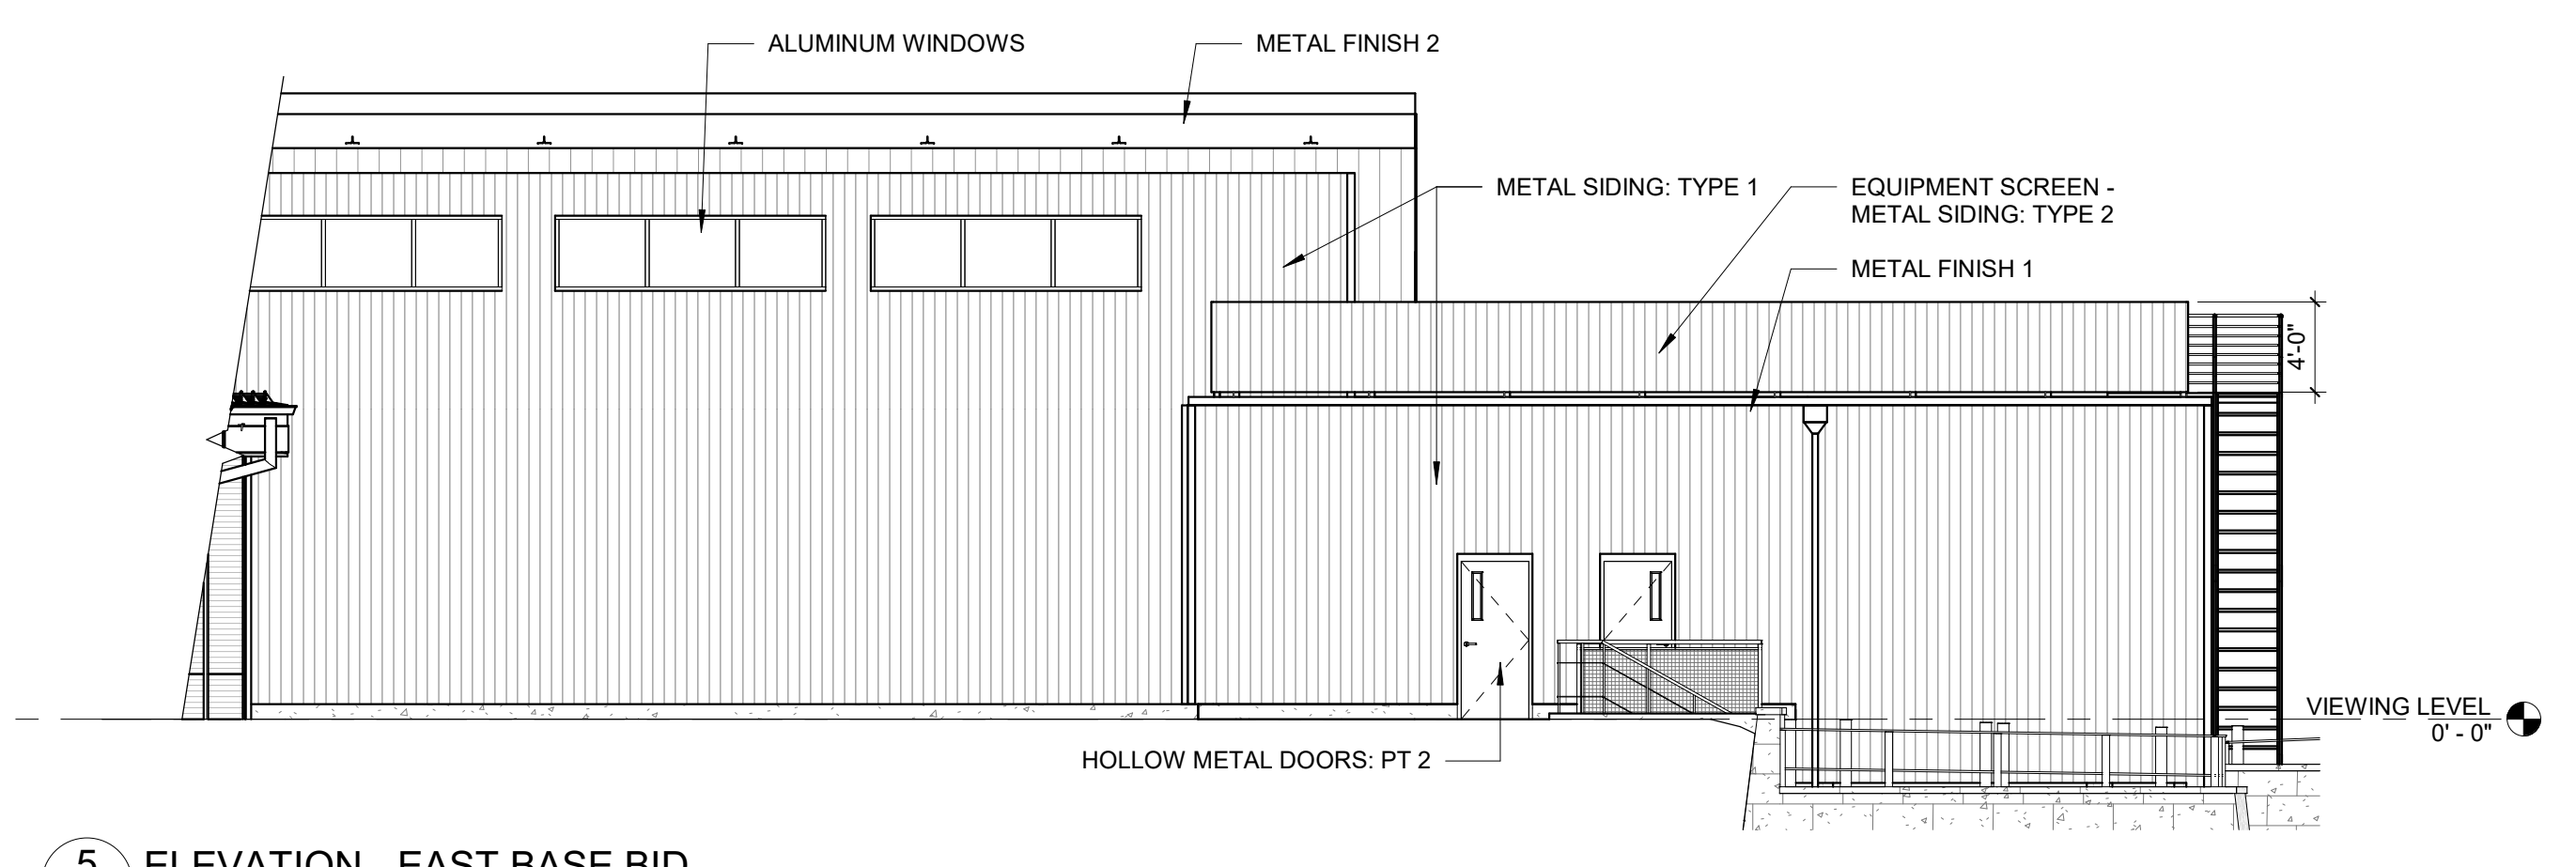 ALUMINUM WINDOWS
METAL FINISH 2
METAL SIDING: TYPE 1
EQUIPMENT SCREEN -
METAL SIDING: TYPE 2
METAL FINISH 1
4'-0"
VIEWING LEVEL
0' - 0"
HOLLOW METAL DOORS: PT 2
5
ELEVATION - EAST BASE BID